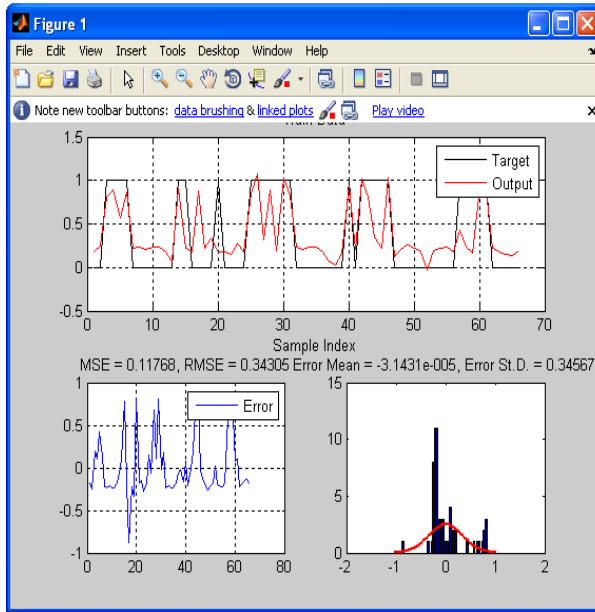 Figure 1
File Edit View Insert Tools Desktop Window Help
Note new toolbar buttons: data brushing & linked plots Play video
Train Data
1.5
1
0.5
0
-0.5
0 10 20 30 40 50 60 70
Target
Output
Sample Index
MSE = 0.11768, RMSE = 0.34305 Error Mean = -3.1431e-005, Error St.D. = 0.34567
1
0.5
0
-0.5
-1
0 20 40 60 80
Error
15
10
5
0
-2 -1 0 1 2